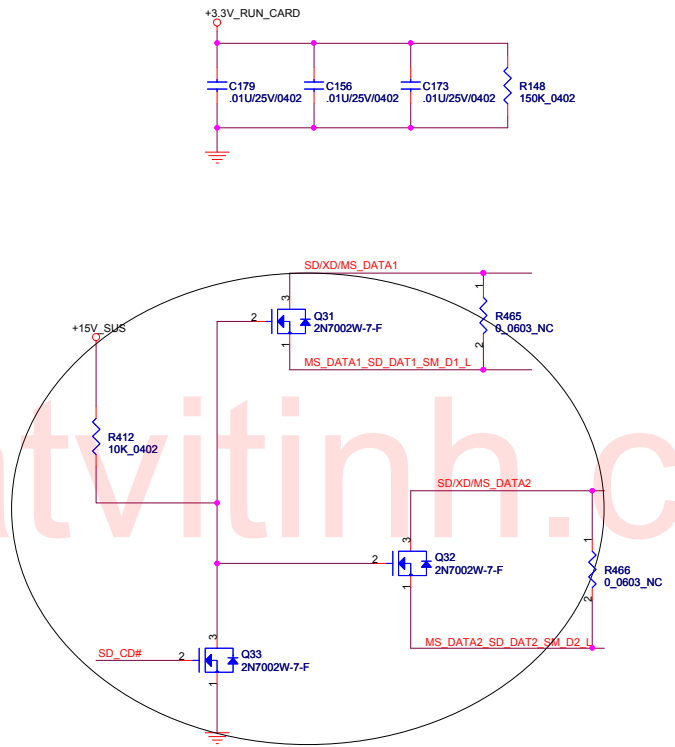 +3.3V_RUN_CARD
C179
.01U/25V/0402
C156
.01U/25V/0402
C173
.01U/25V/0402
R148
150K_0402
SD/XD/MS_DATA1
3
2
Q31
2N7002W-7-F
1
MS_DATA1_SD_DAT1_SM_D1_L
1
R465
0_0603_NC
2
+15V_SUS
R412
10K_0402
atvitinh.c
SD/XD/MS_DATA2
3
2
Q32
2N7002W-7-F
1
MS_DATA2_SD_DAT2_SM_D2_L
1
R466
0_0603_NC
2
SD_CD#
3
2
Q33
2N7002W-7-F
1